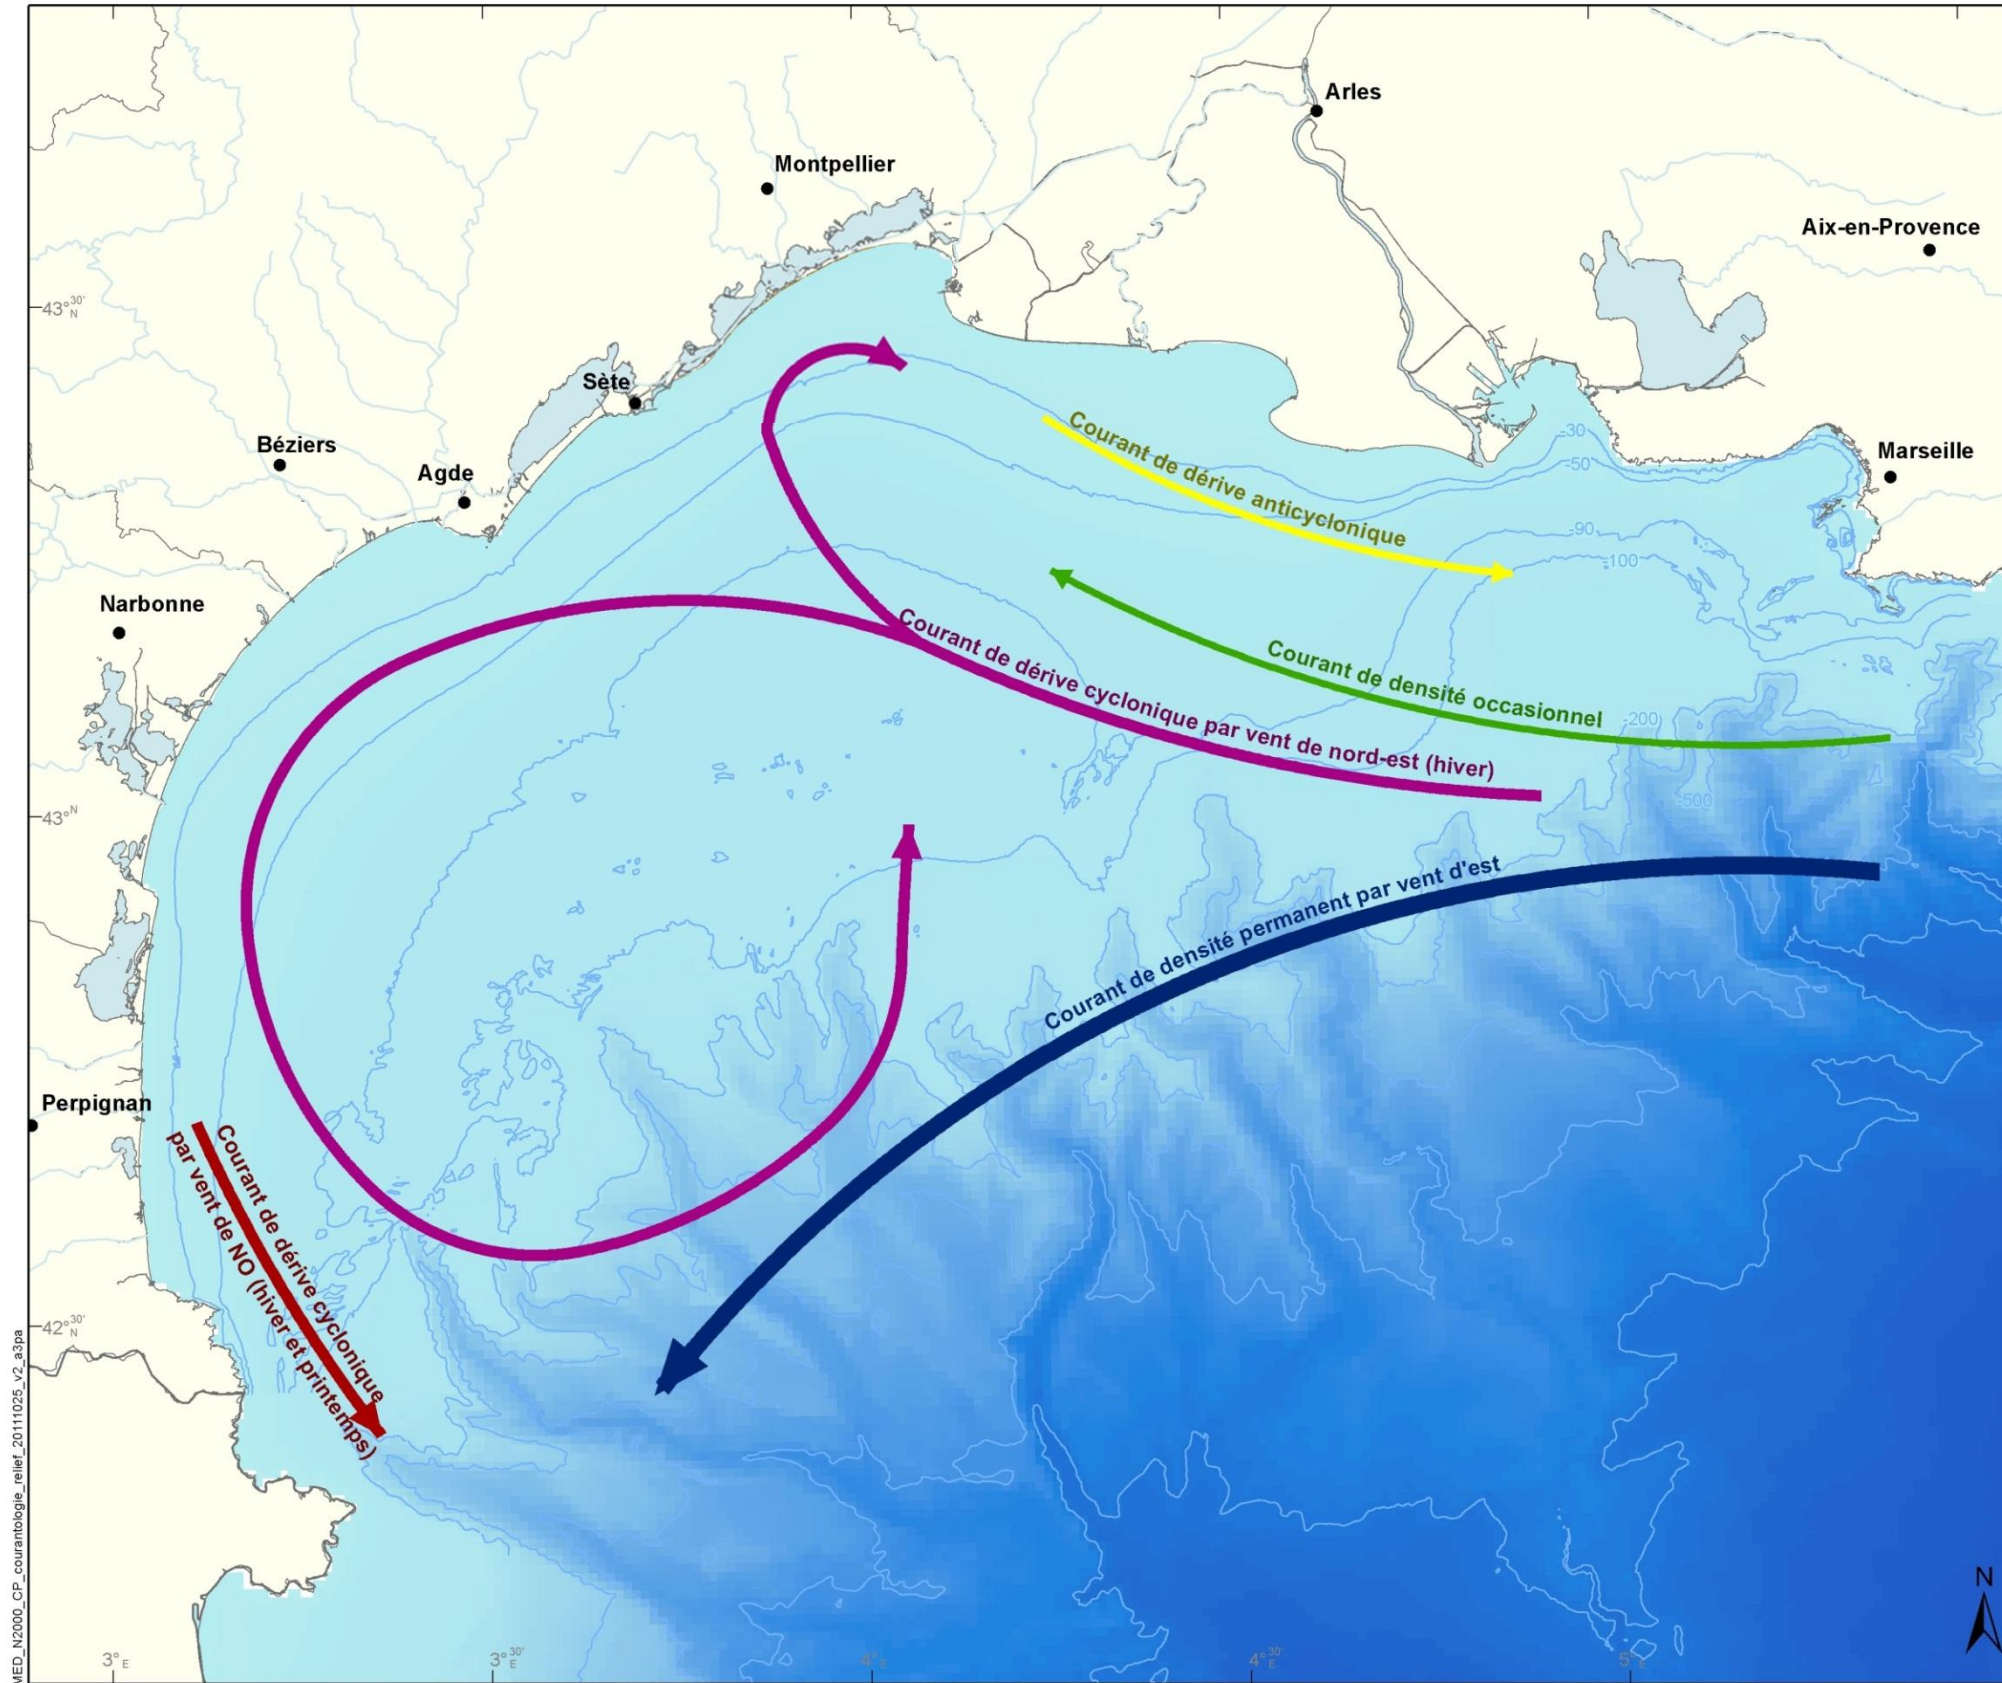 Arles
Montpellier
Aix-en-Provence
43°30'N
Sète
Béziers
Agde
Marseille
-30
-50
-90
-100
Courant de dérive anticyclonique
Narbonne
Courant de densité occasionnel
Courant de dérive cyclonique par vent de nord-est (hiver)
-200
-500
43°N
Courant de densité permanent par vent d'est
Perpignan
Courant de dérive cyclonique
par vent de NO (hiver et printemps)
42°30'N
MED_N2000_CP_courantologie_relief_20111025_v2_a3pa
N
3°E
3°30'E
4°E
4°30'E
5°E